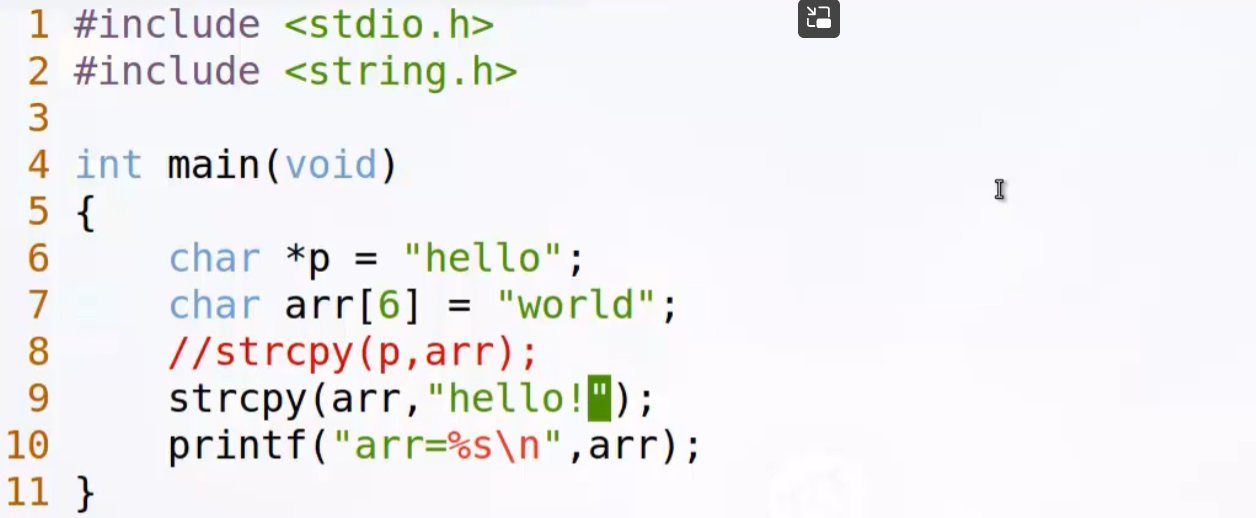 1 #include <stdio.h>
2 #include <string.h>
3
4 int main(void)
5 {
6     char *p = "hello";
7     char arr[6] = "world";
8     //strcpy(p,arr);
9     strcpy(arr,"hello!");
10     printf("arr=%s\n",arr);
11 }